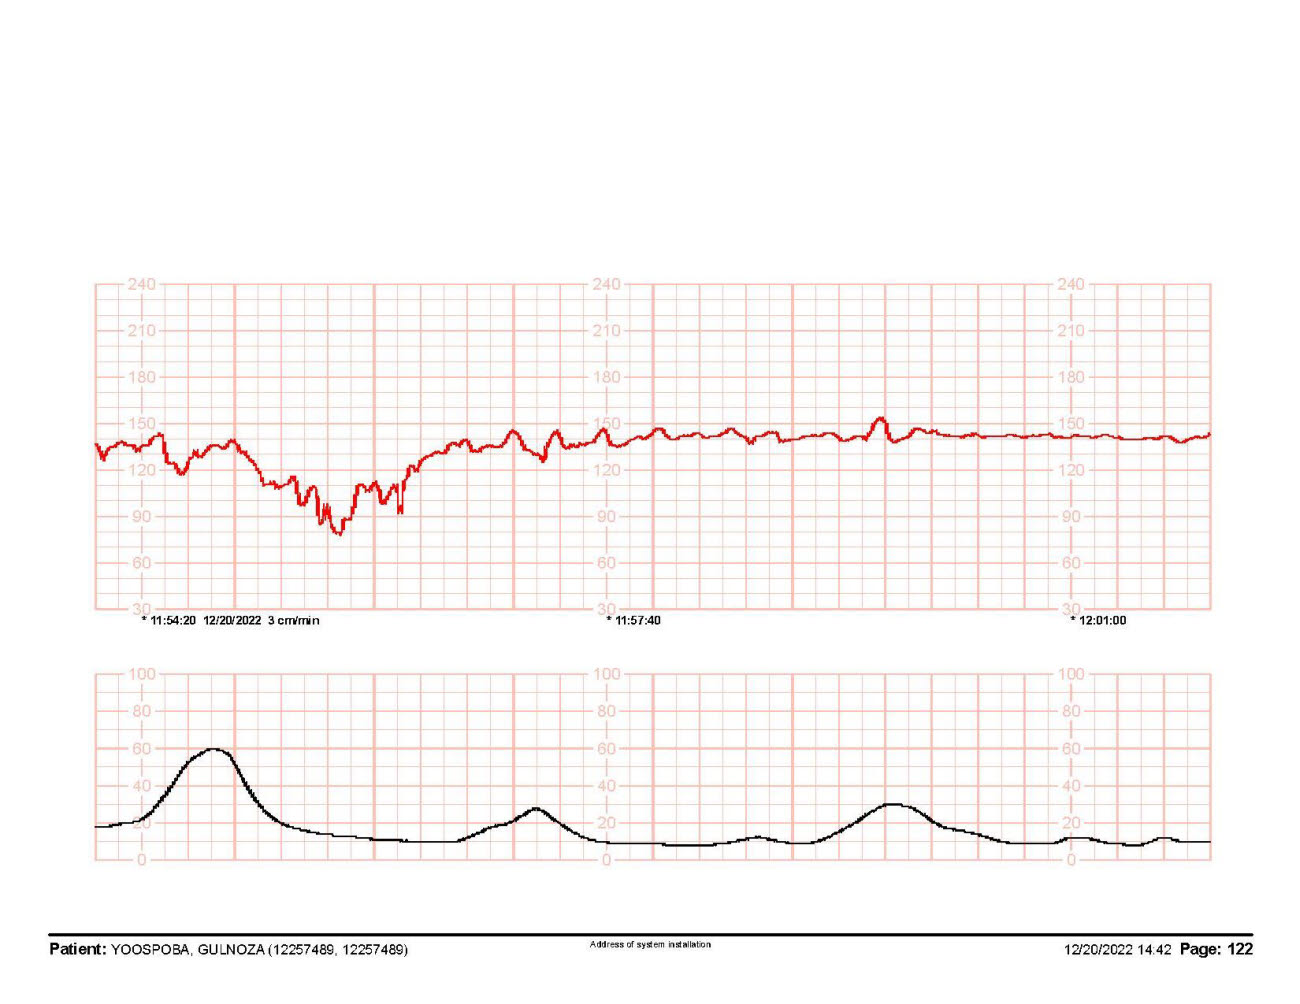 240 240 240
210 210 210
180 180 180
150 150 150
120 120 120
90 90 90
60 60 60
30 30 30
* 11:54:20 12/20/2022 3 cm/min * 11:57:40 * 12:01:00
100 100 100
80 80 80
60 60 60
40 40 40
20 20 20
0 0 0
Patient: YOOSPOBA, GULNOZA (12257489, 12257489) Address of system installation 12/20/2022 14:42 Page: 122